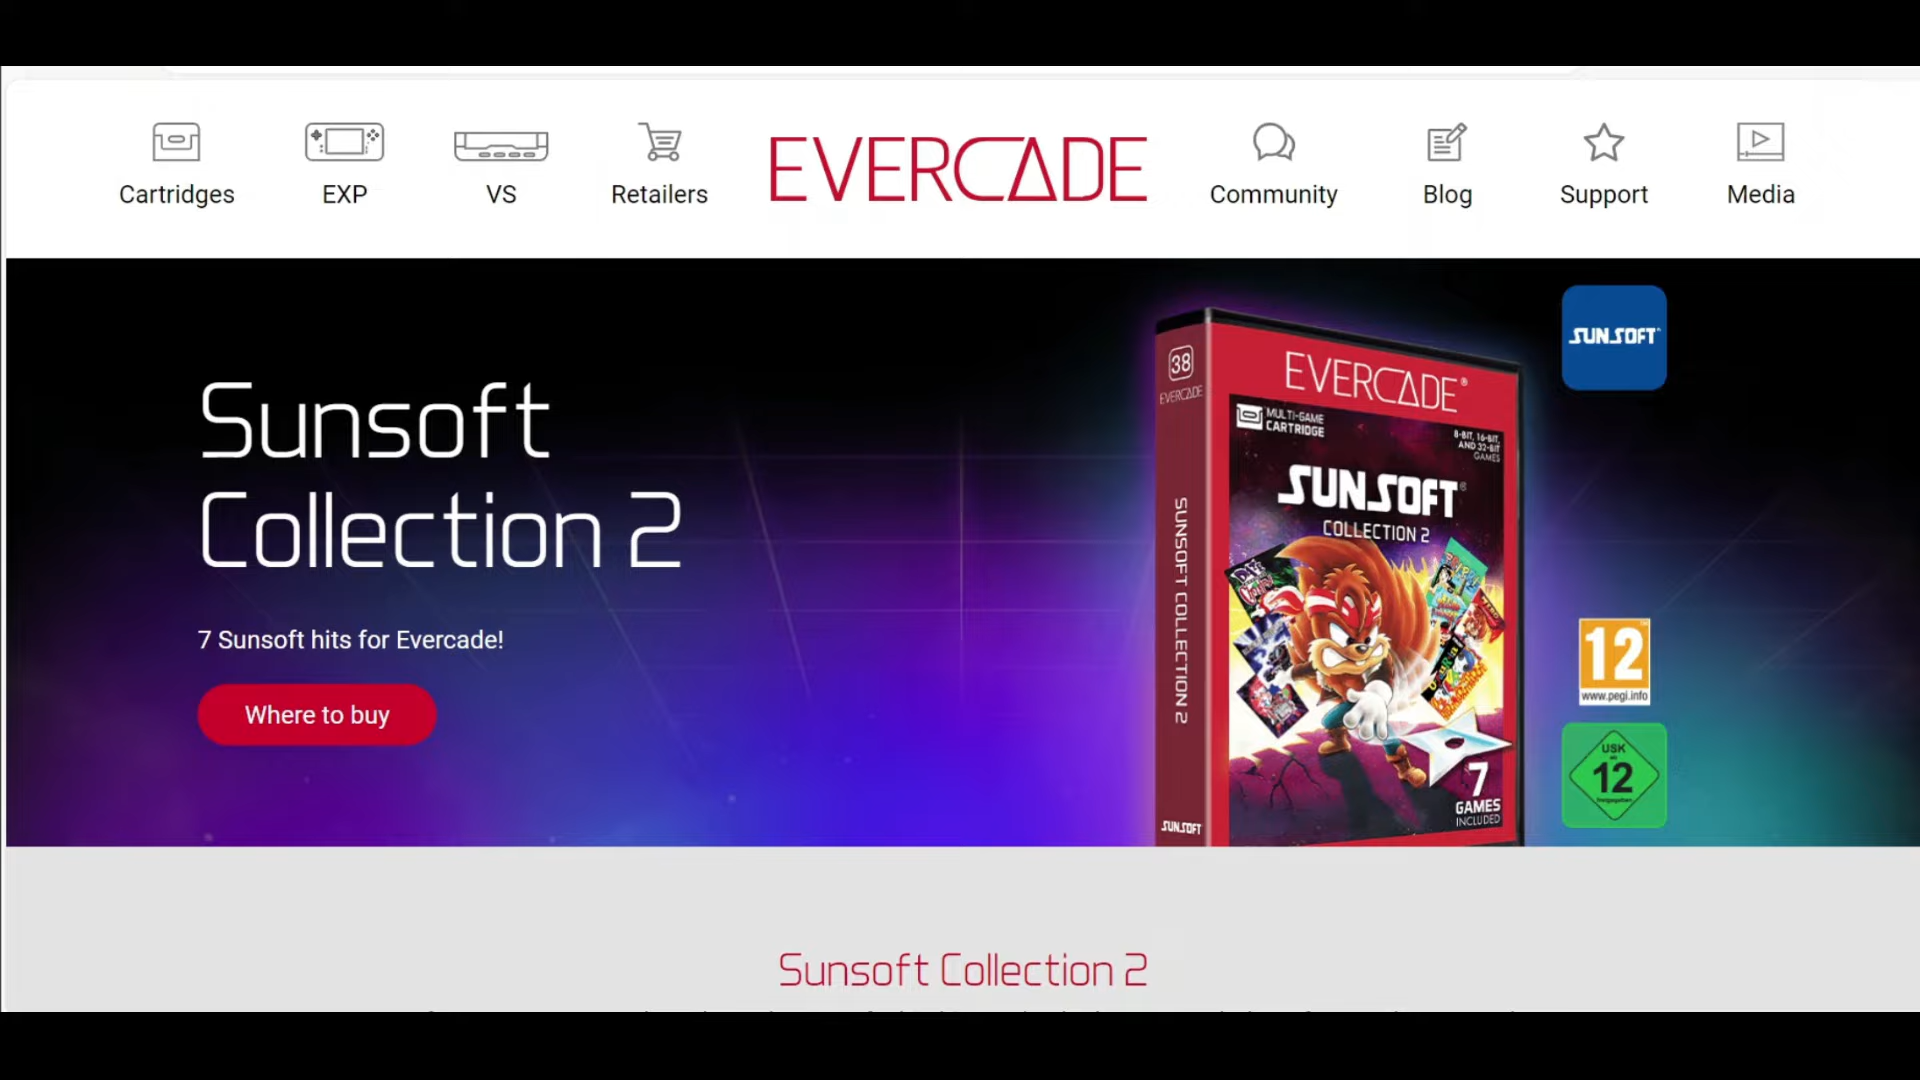 Cartridges
EXP
VS
Retailers
EVERCADE
Community
Blog
Support
Media
Sunsoft
Collection 2
7 Sunsoft hits for Evercade!
Where to buy
38
EVERCADE
SUNSOFT COLLECTION 2
SUNSOFT
EVERCADE®
MULTI-GAME
CARTRIDGE
8-BIT, 16-BIT,
AND 32-BIT
GAMES
SUNSOFT®
COLLECTION 2
7
GAMES
INCLUDED
SUNSOFT
12
www.pegi.info
USK
ab
12
freigegeben
Sunsoft Collection 2